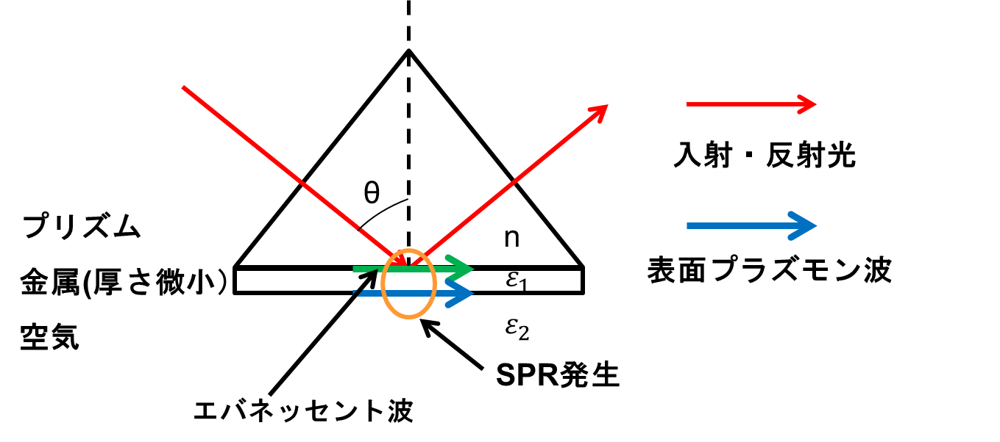 θ
入射・反射光
プリズム
n
金属(厚さ微小）
ε₁
表面プラズモン波
空気
ε₂
SPR発生
エバネッセント波